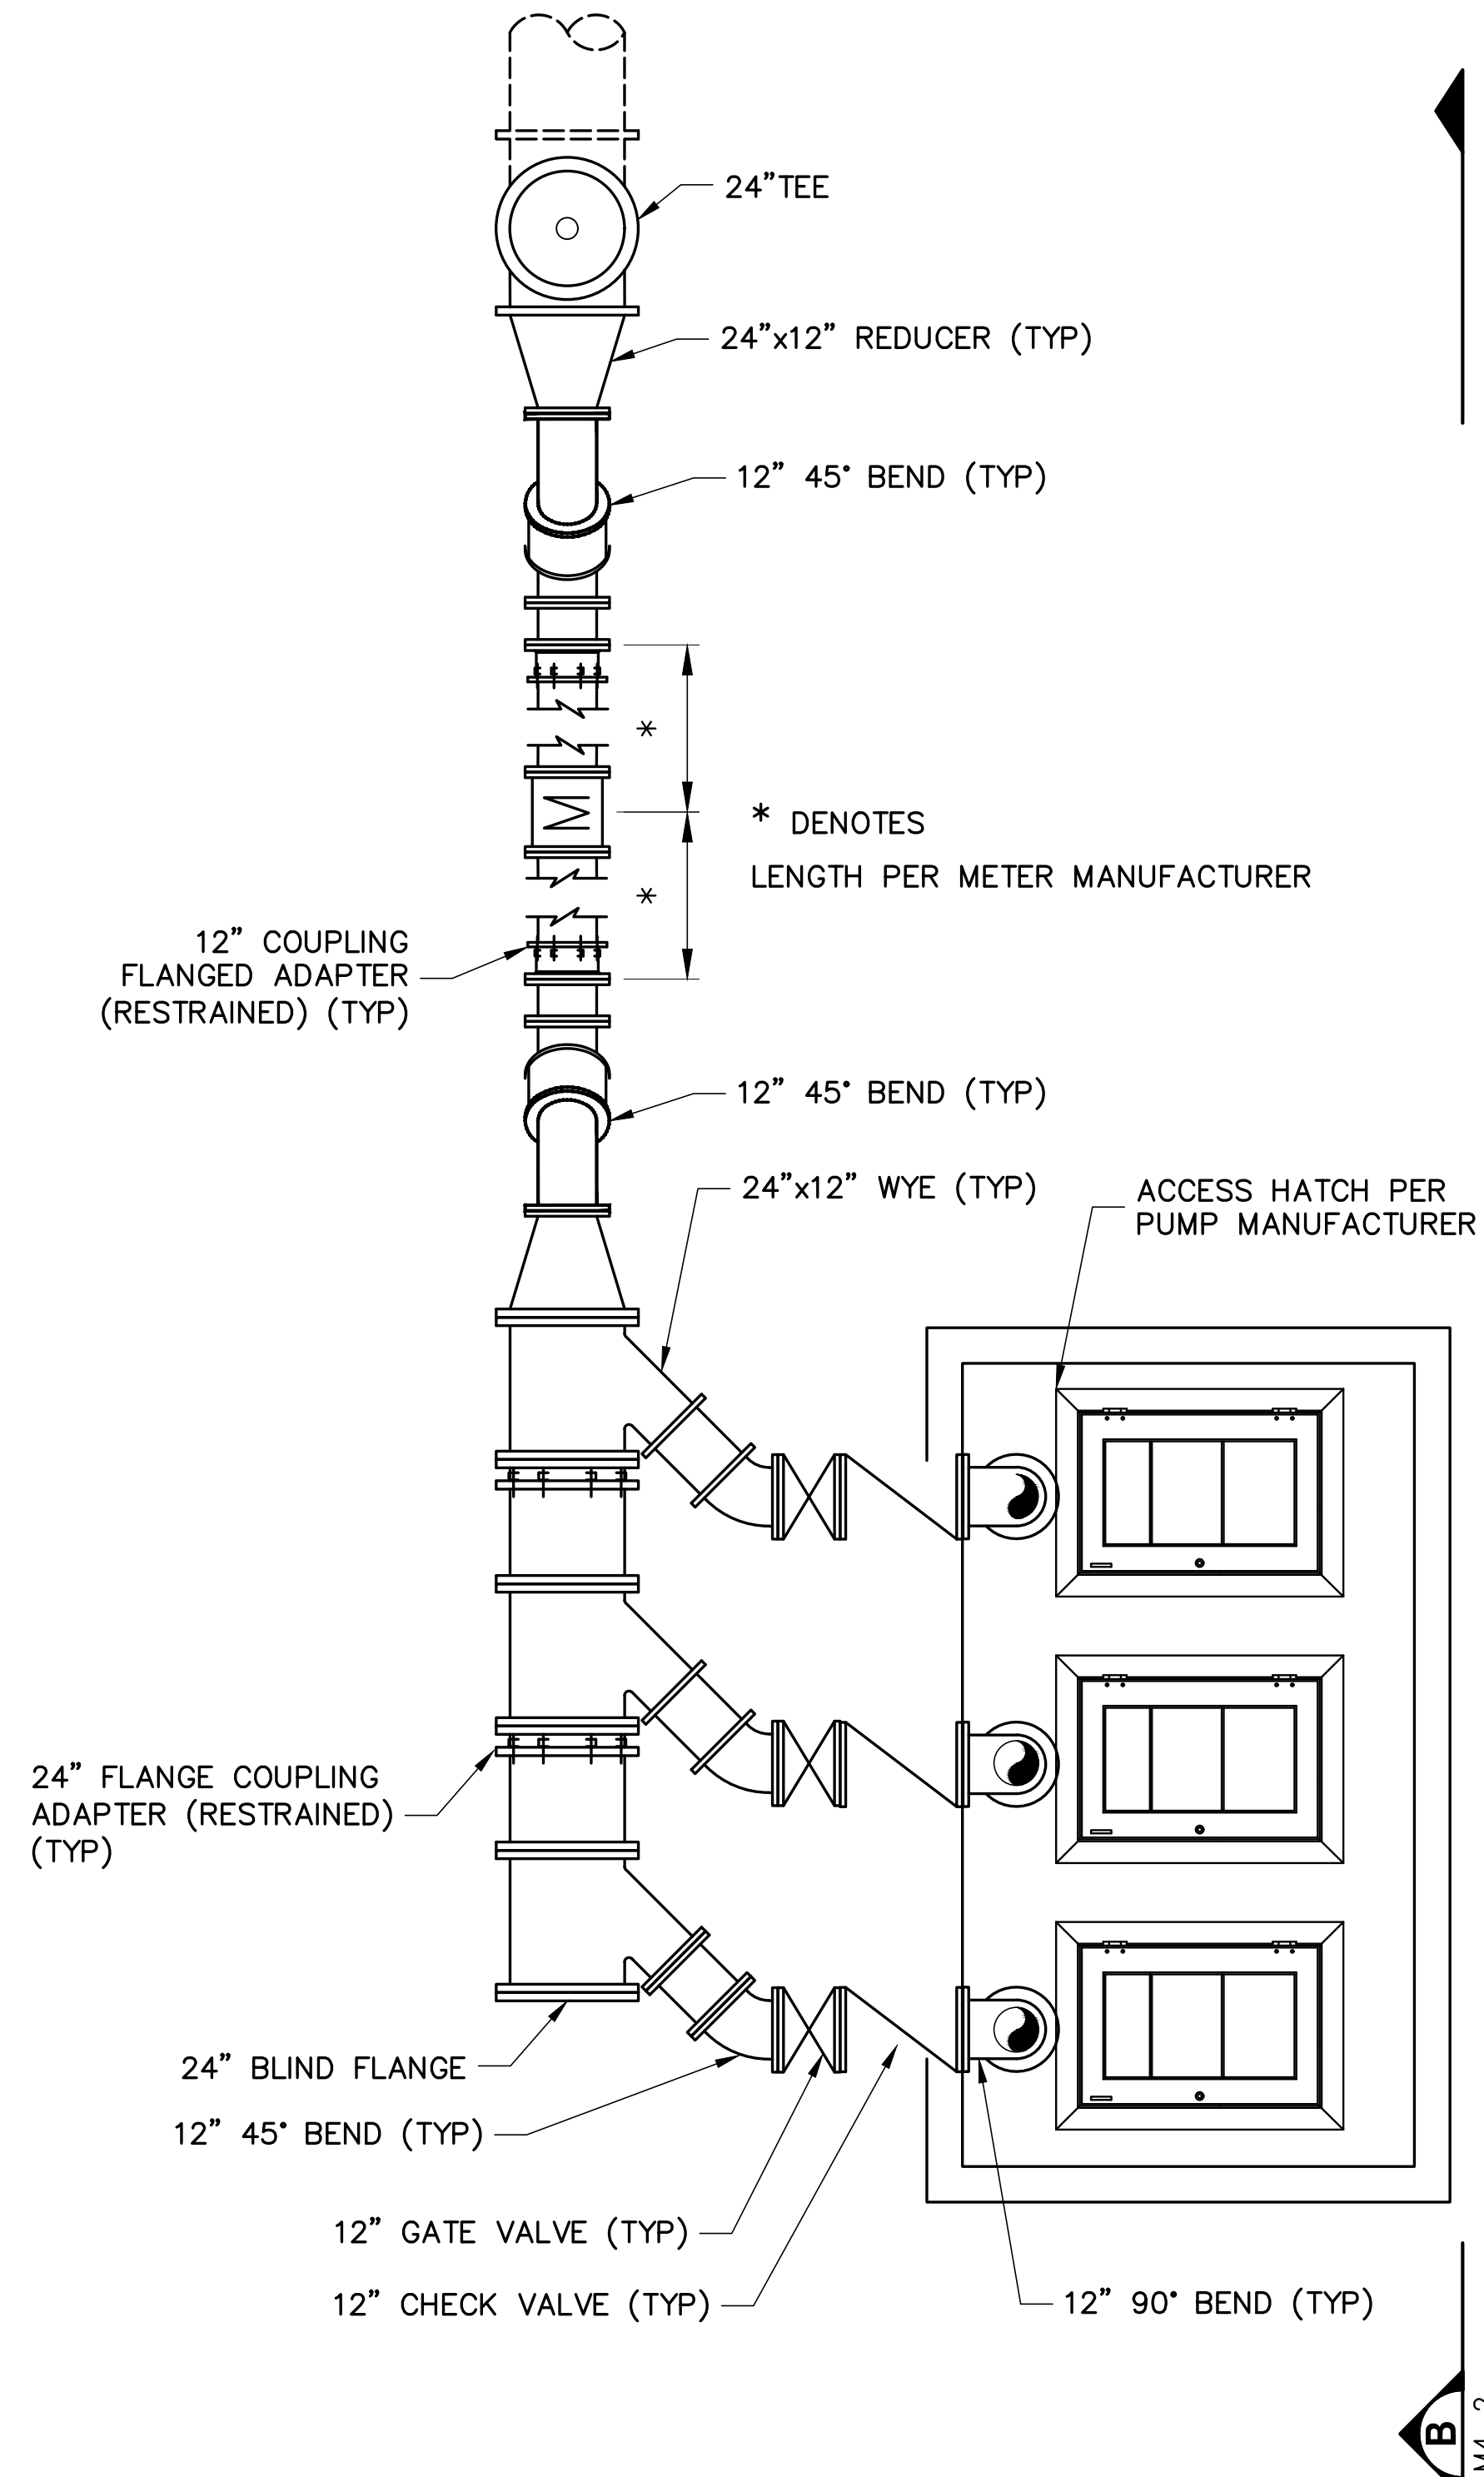 24"TEE
24"x12" REDUCER (TYP)
12" 45° BEND (TYP)
*
M
* DENOTES
LENGTH PER METER MANUFACTURER
*
12" COUPLING
FLANGED ADAPTER
(RESTRAINED) (TYP)
12" 45° BEND (TYP)
24"x12" WYE (TYP)
ACCESS HATCH PER
PUMP MANUFACTURER
24" FLANGE COUPLING
ADAPTER (RESTRAINED)
(TYP)
24" BLIND FLANGE
12" 45° BEND (TYP)
12" GATE VALVE (TYP)
12" CHECK VALVE (TYP)
12" 90° BEND (TYP)
B